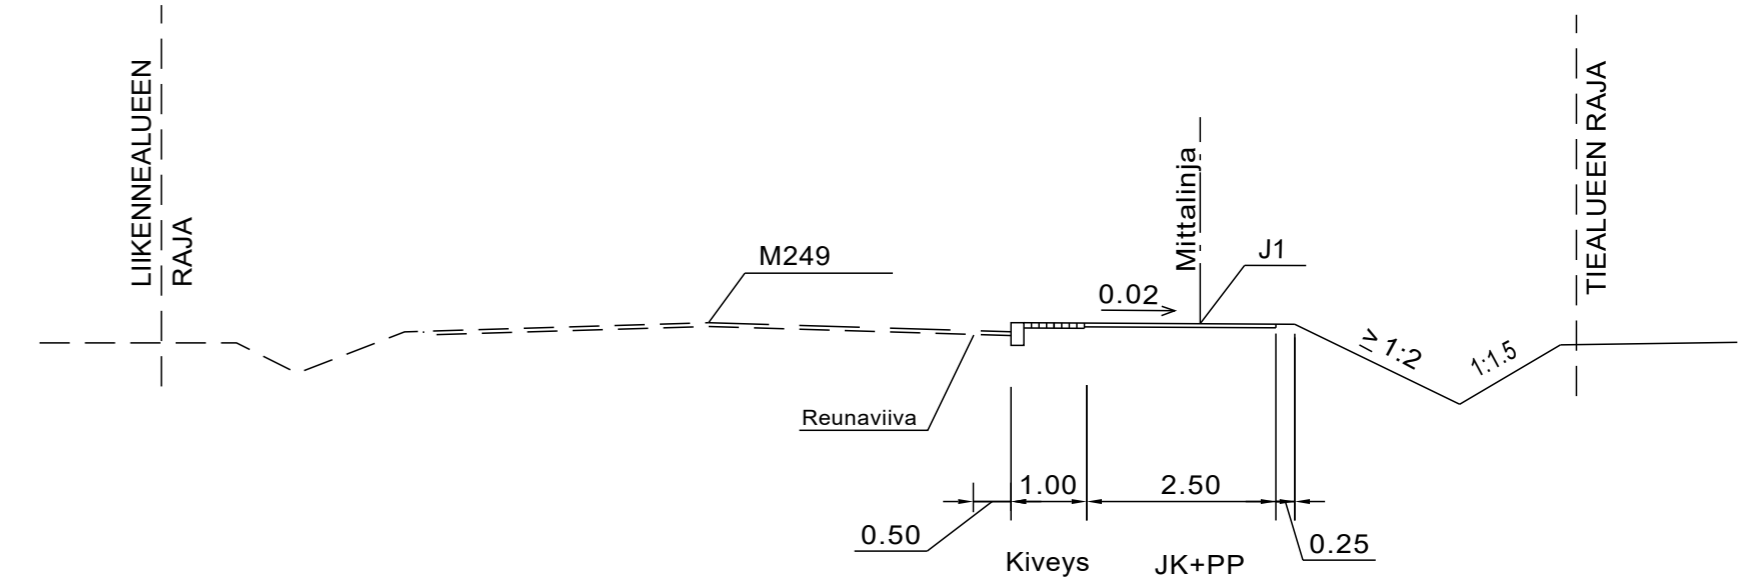 LIIKENNEALUEEN
RAJA
M249
Mittalinja
J1
TIEALUEEN RAJA
0.02
≥ 1:2
1:1.5
Reunaviiva
1.00
2.50
0.50
0.25
Kiveys
JK+PP